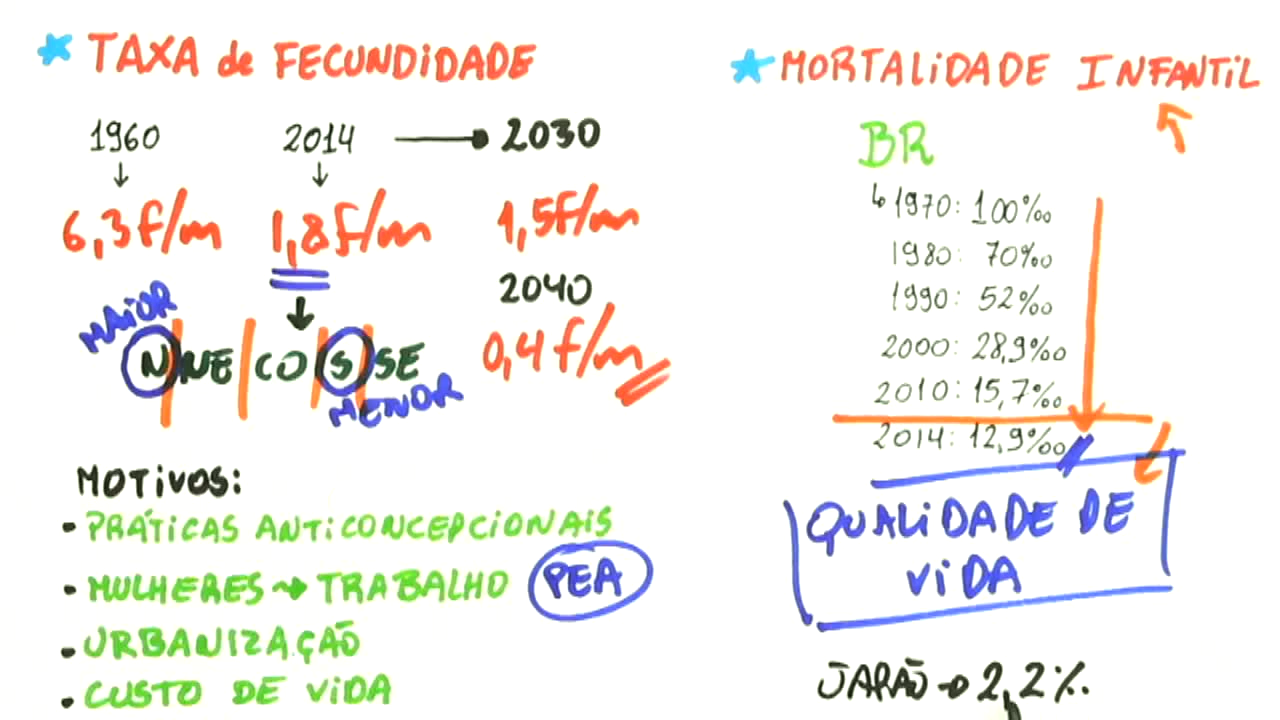 TAXA de FECUNDIDADE
1960 2014 2030
6,3f/m 1,8f/m 1,5f/m
2040
MAIOR
N NE CO S SE 0,4f/m
MENOR
MOTIVOS:
• PRÁTICAS ANTICONCEPCIONAIS
• MULHERES → TRABALHO PEA
• URBANIZAÇÃO
• CUSTO DE VIDA
MORTALIDADE INFANTIL
BR
↳ 1970: 100‰
1980: 70‰
1990: 52‰
2000: 28,9‰
2010: 15,7‰
2014: 12,9‰
QUALIDADE DE
VIDA
JAPÃO → 2,2%.